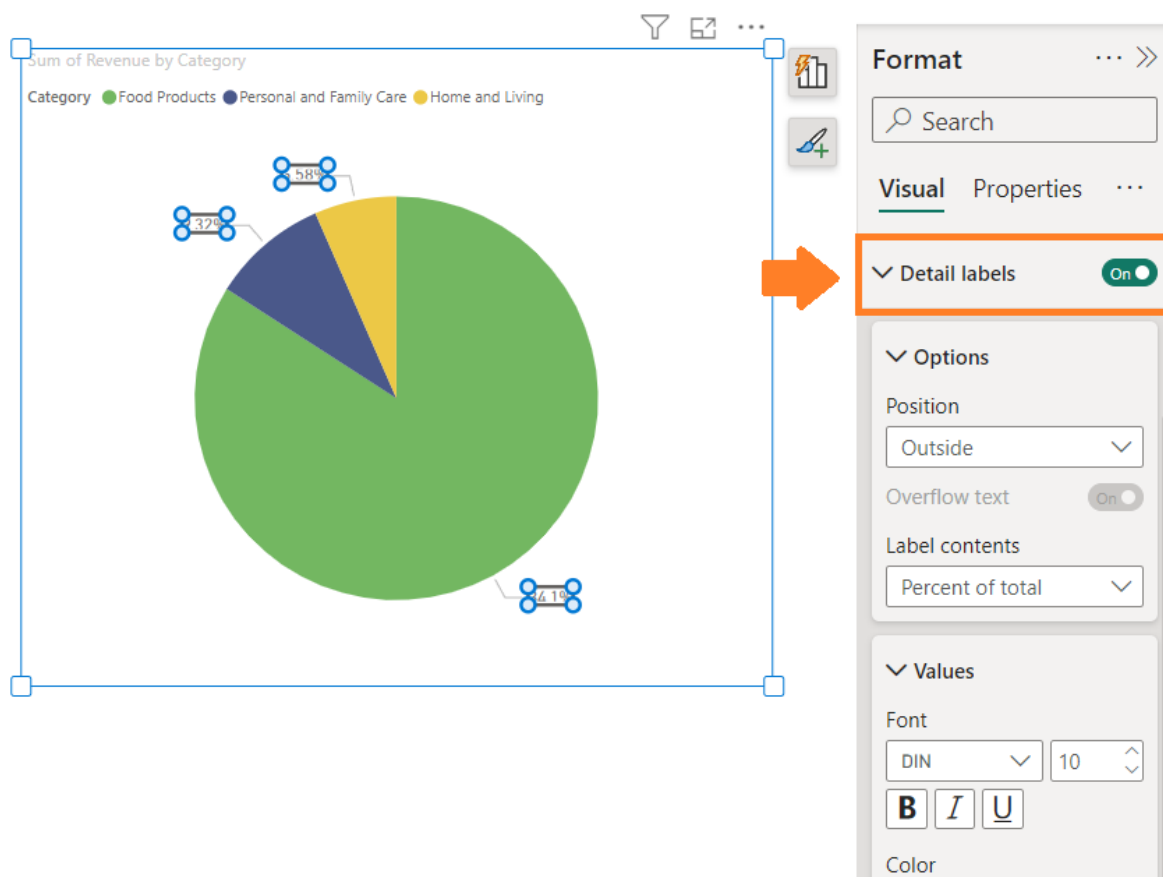 Sum of Revenue by Category
Category Food Products Personal and Family Care Home and Living
58%
32%
Format
Search
Visual Properties
Detail labels On
Options
Position
Outside
Overflow text On
Label contents
Percent of total
Values
Font
DIN 10
B I U
Color